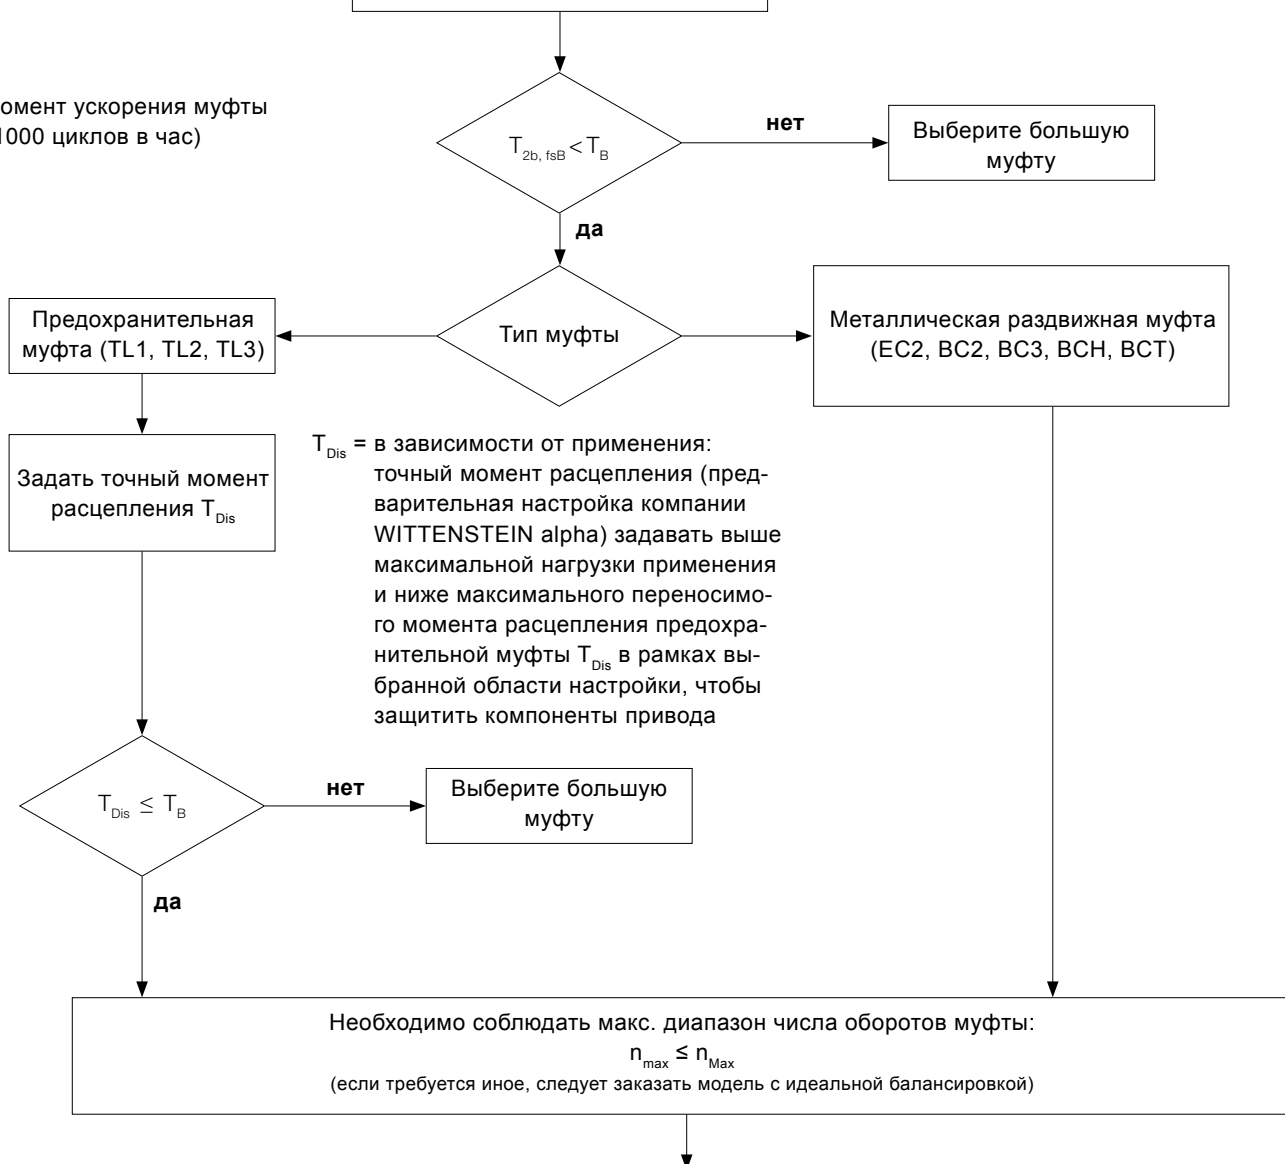 омент ускорения муфты
1000 циклов в час)
T2b, fsB < TB
нет
Выберите большую
муфту
да
Предохранительная
муфта (TL1, TL2, TL3)
Тип муфты
Металлическая раздвижная муфта
(EC2, BC2, BC3, BCH, BCT)
Задать точный момент
расцепления TDis
TDis = в зависимости от применения:
точный момент расцепления (пред-
варительная настройка компании
WITTENSTEIN alpha) задавать выше
максимальной нагрузки применения
и ниже максимального переносимо-
го момента расцепления предохра-
нительной муфты TDis в рамках вы-
бранной области настройки, чтобы
защитить компоненты привода
TDis ≤ TB
нет
Выберите большую
муфту
да
Необходимо соблюдать макс. диапазон числа оборотов муфты:
nmax ≤ nMax
(если требуется иное, следует заказать модель с идеальной балансировкой)